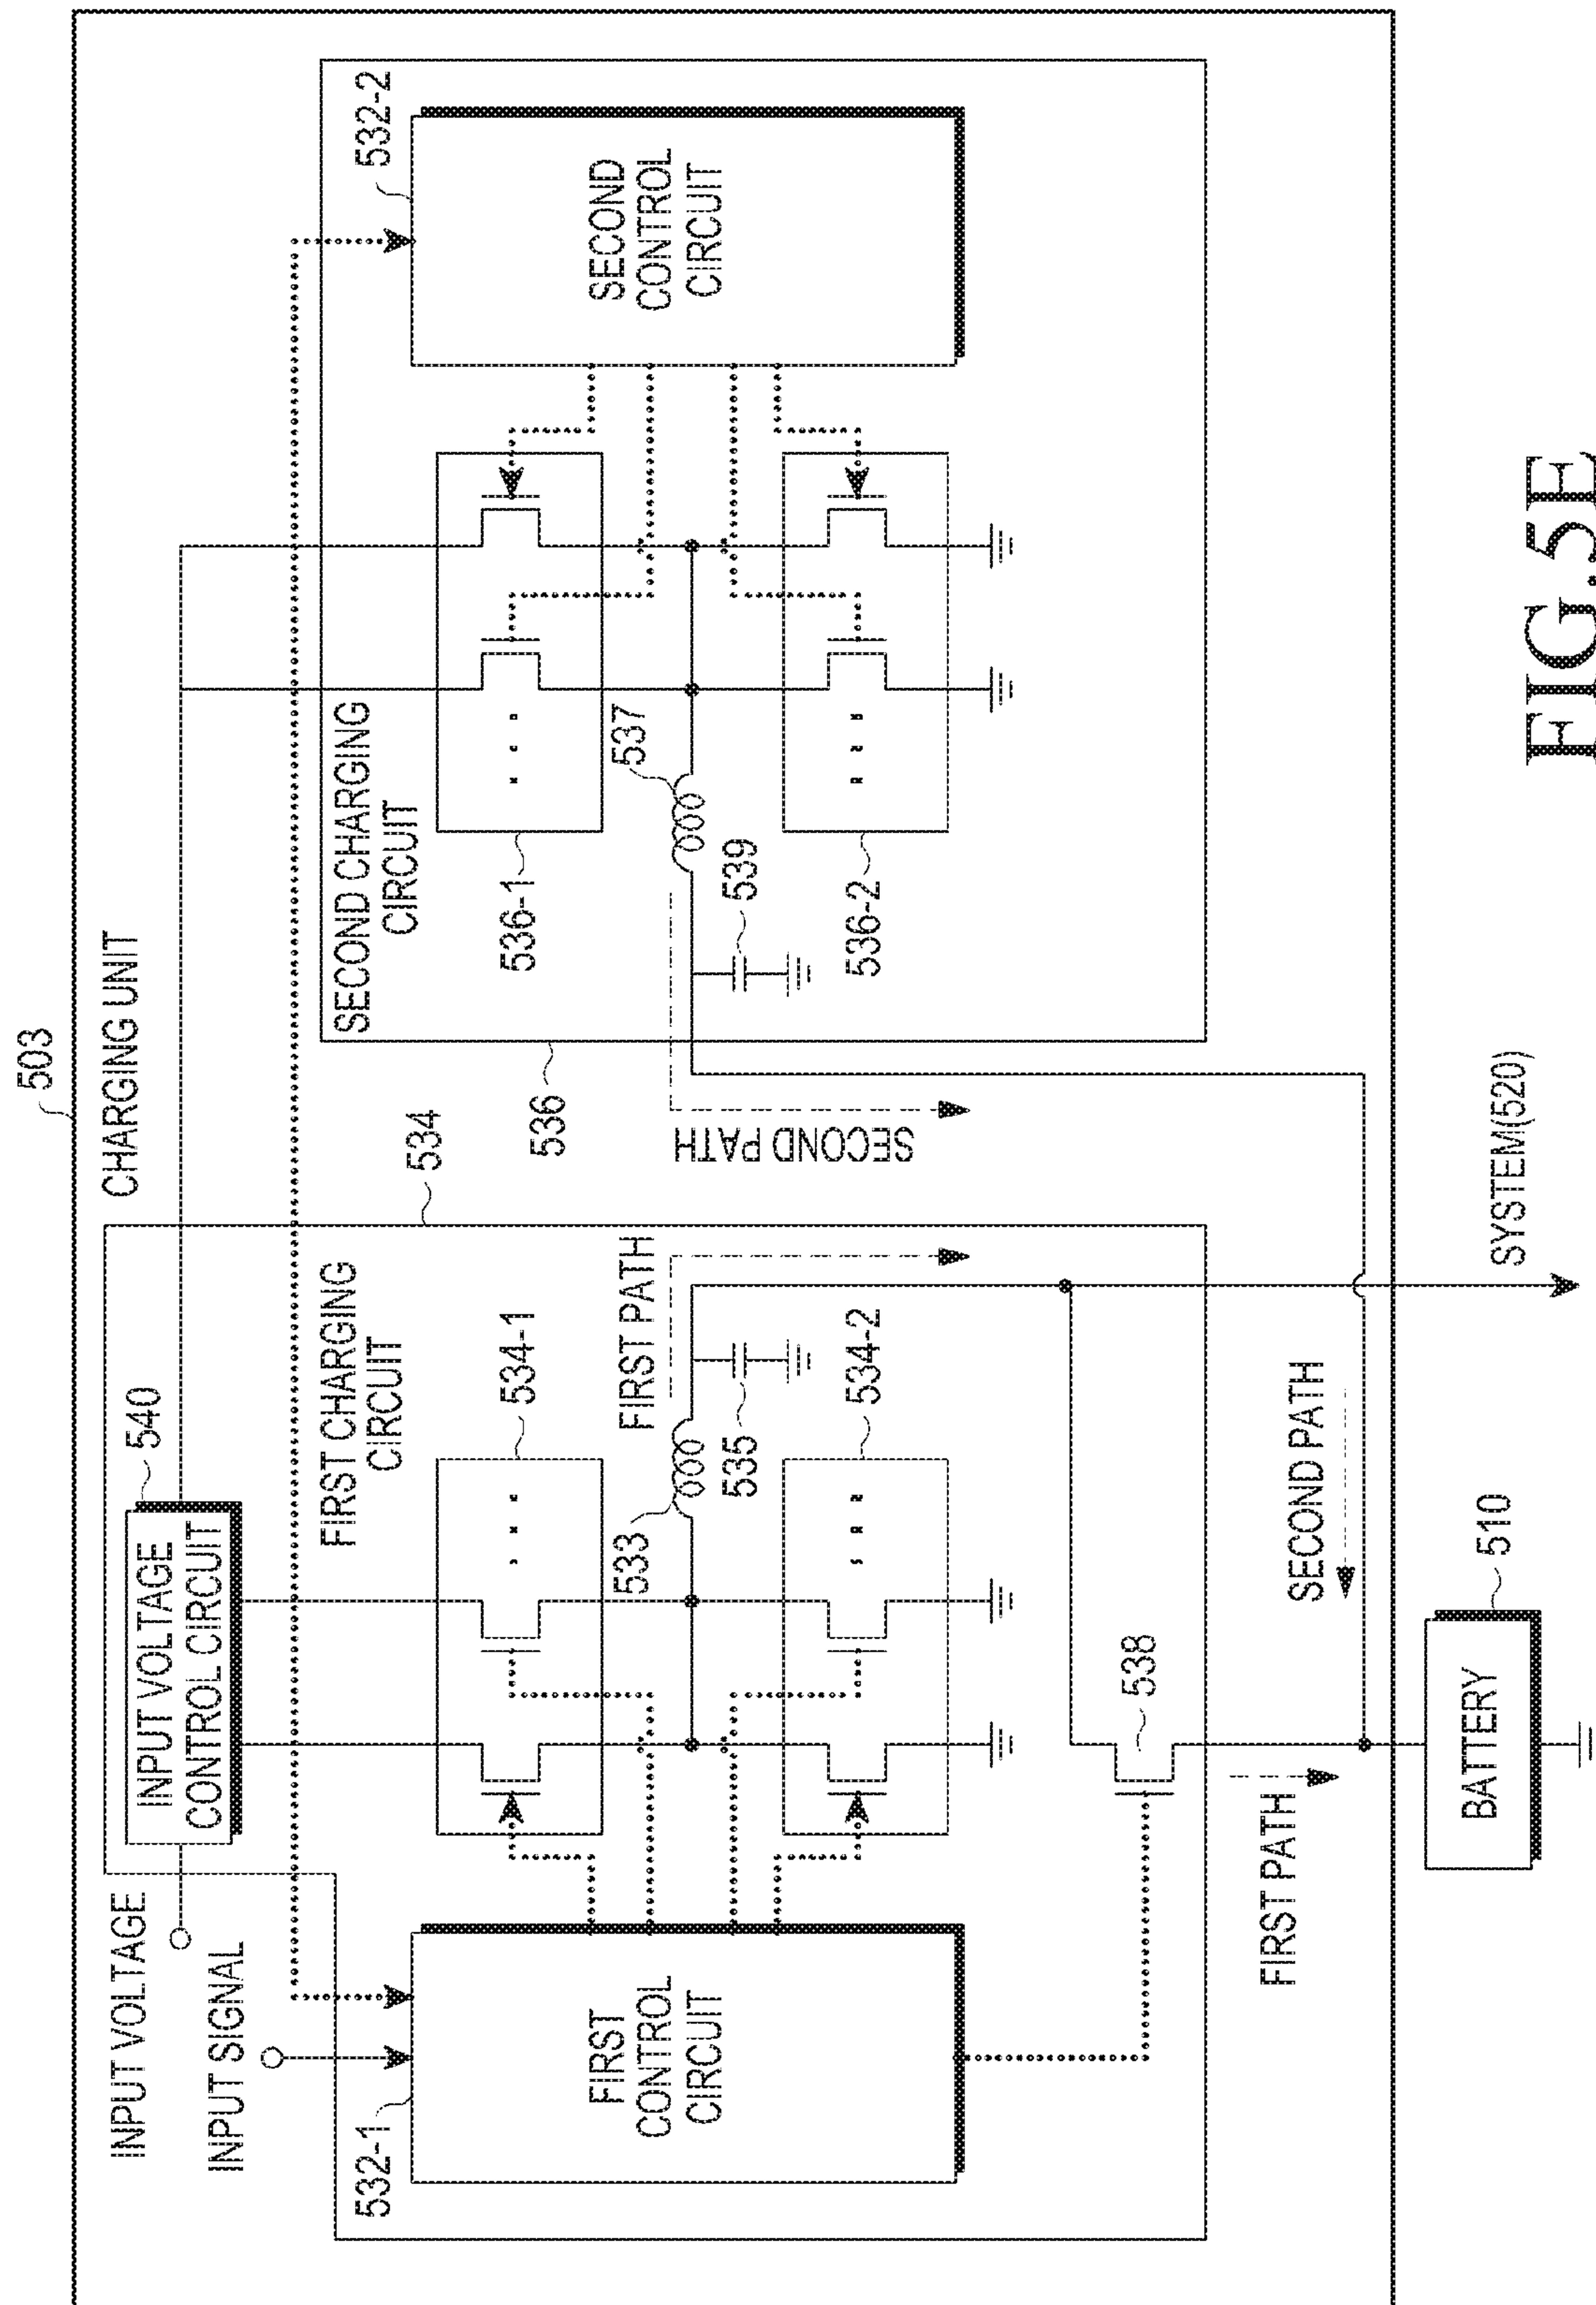 503
CHARGING UNIT
INPUT VOLTAGE
INPUT SIGNAL
INPUT VOLTAGE
CONTROL CIRCUIT
540
534
532-1
FIRST
CONTROL
CIRCUIT
FIRST CHARGING
CIRCUIT
534-1
533
FIRST PATH
535
534-2
538
SECOND CHARGING
CIRCUIT
536-1
537
539
536-2
536
SECOND PATH
532-2
SECOND
CONTROL
CIRCUIT
FIRST PATH
SECOND PATH
BATTERY
510
SYSTEM(520)
FIG.5E